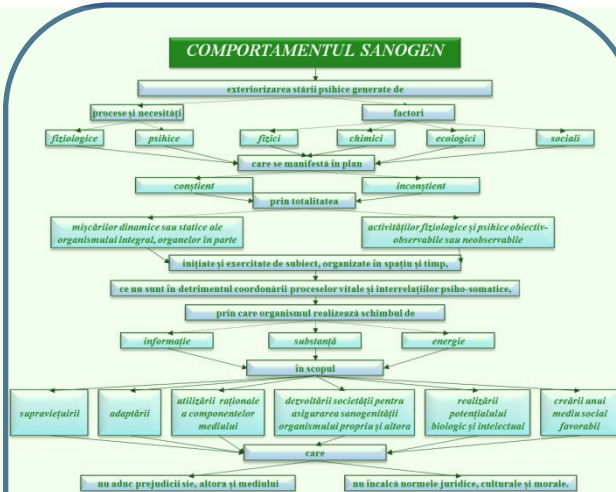 COMPORTAMENTUL SANOGEN
exteriorizarea stării psihice generate de
procese și necesități
factori
fiziologice
psihice
fizici
chimici
ecologici
sociali
care se manifestă în plan
conștient
inconștient
prin totalitatea
mișcărilor dinamice sau statice ale
organismului integral, organelor în parte
activităților fiziologice și psihice obiectiv-
observabile sau neobservabile
inițiate și exercitate de subiect, organizate în spațiu și timp,
ce nu sunt în detrimentul coordonării proceselor vitale și interrelațiilor psiho-somatice,
prin care organismul realizează schimbul de
informație
substanță
energie
în scopul
supraviețuirii
adaptării
utilizării raționale
a componentelor
mediului
dezvoltării societății pentru
asigurarea sanogenității
organismului propriu și altora
realizării
potențialului
biologic și intelectual
creării unui
mediu social
favorabil
care
nu aduc prejudicii sie, altora și mediului
nu încalcă normele juridice, culturale și morale.